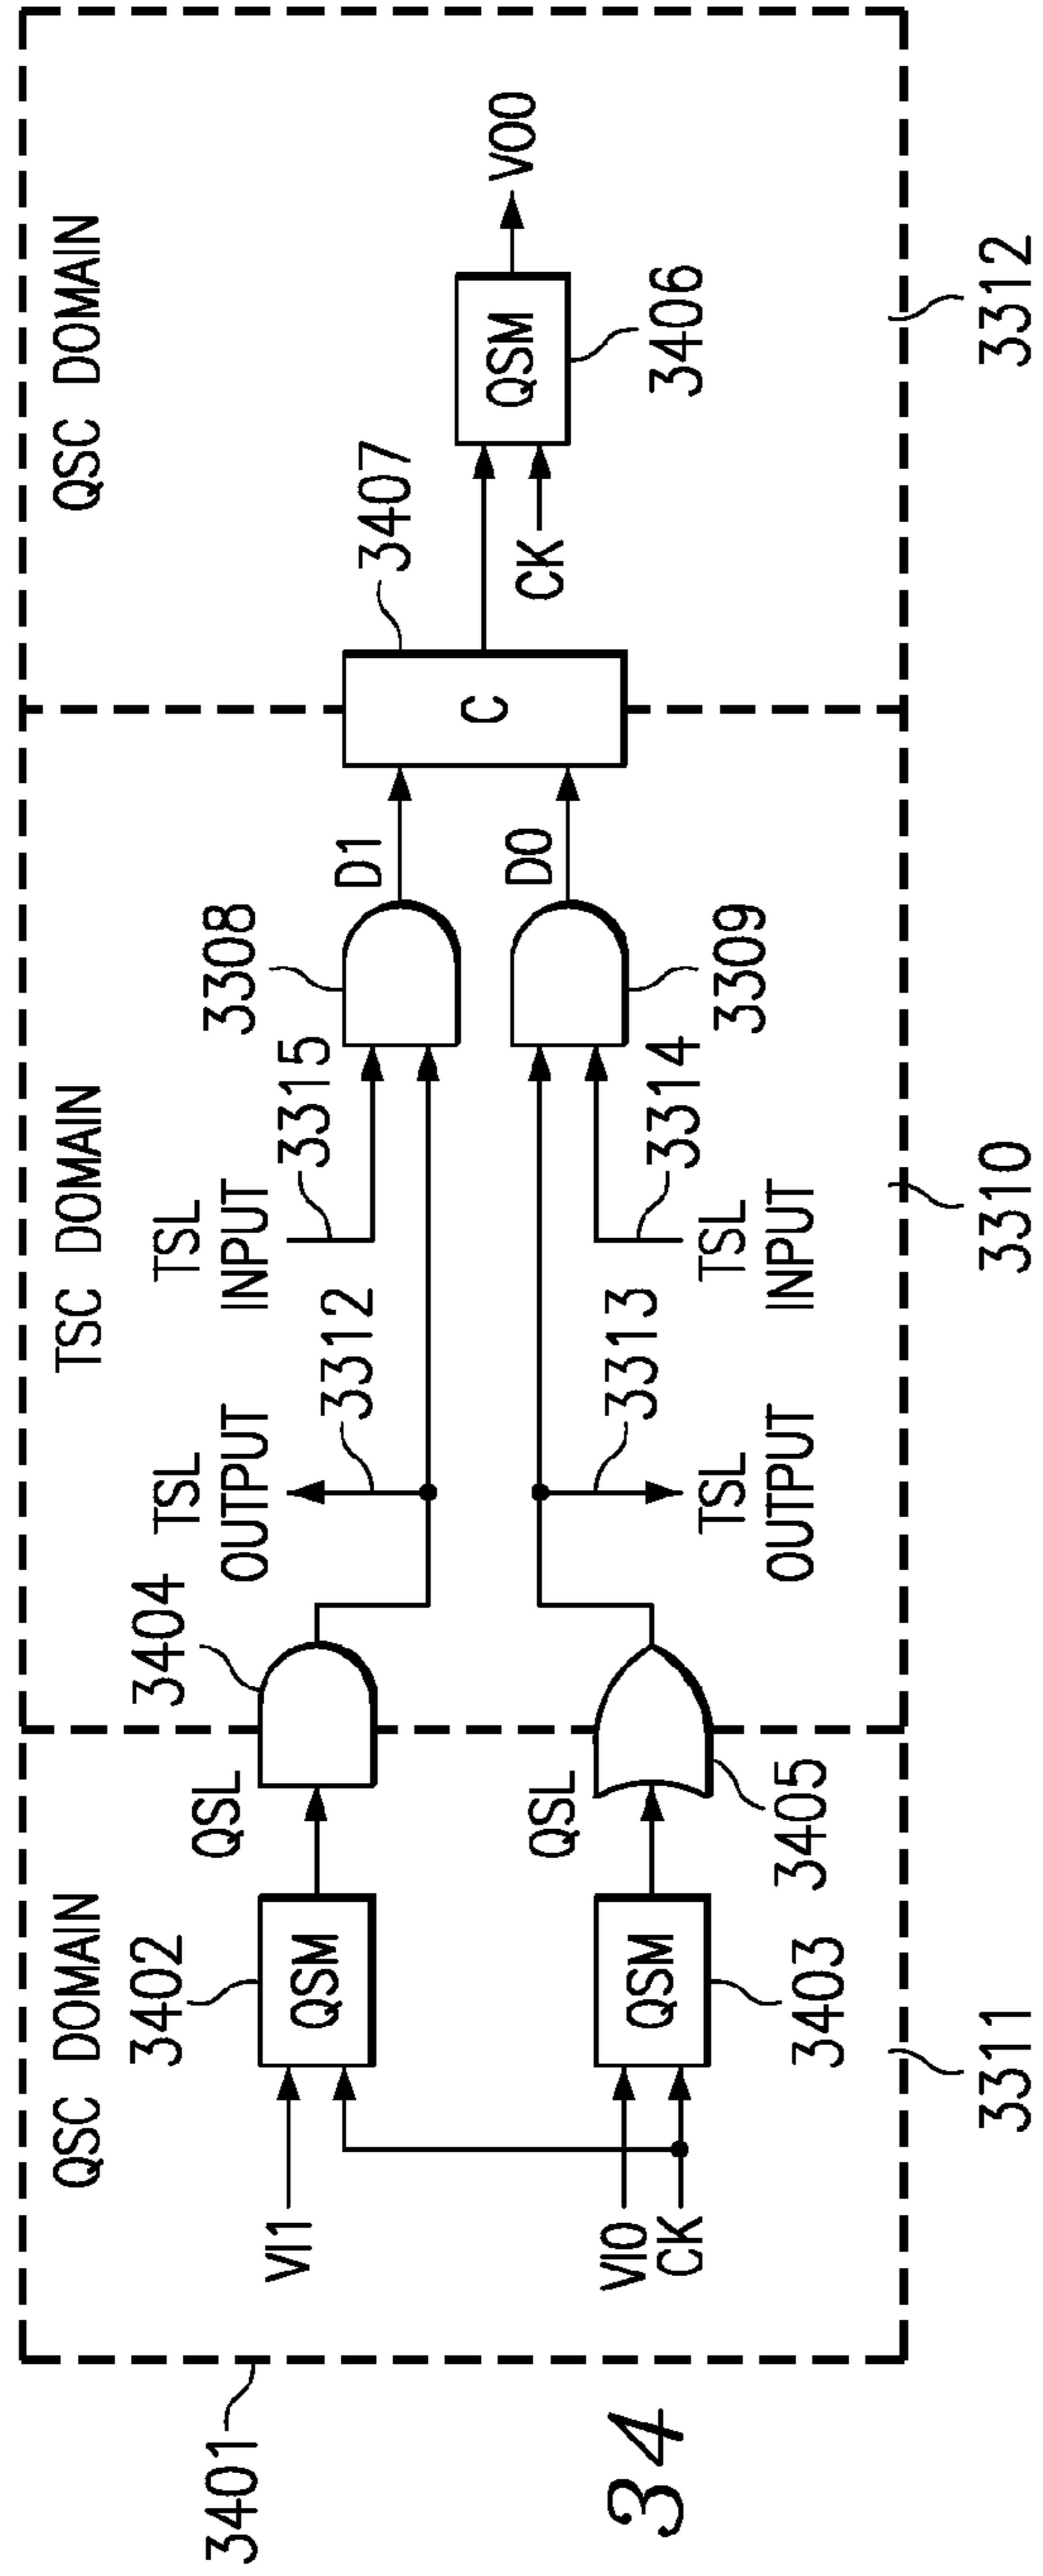 QSC DOMAIN
TSC DOMAIN
QSC DOMAIN
3401
3402
QSL
3404
TSL
OUTPUT
3312
TSL
INPUT
3315
3308
D1
3407
VI1
QSM
C
QSM
VO0
CK
3406
VI0
CK
QSM
3403
QSL
3405
3313
TSL
OUTPUT
3314
TSL
INPUT
3309
D0
3311
3310
3312
34